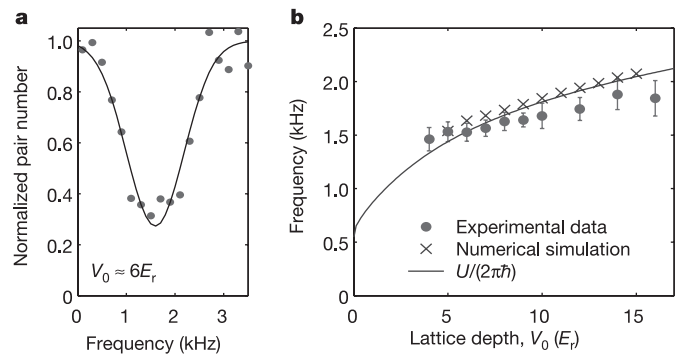 a
Normalized pair number
1.0
0.8
0.6
0.4
0.2
0
V₀ ≈ 6Eᵣ
0 1 2 3
Frequency (kHz)
b
Frequency (kHz)
2.5
2.0
1.5
1.0
0.5
0
Experimental data
Numerical simulation
U/(2πħ)
0 5 10 15
Lattice depth, V₀ (Eᵣ)